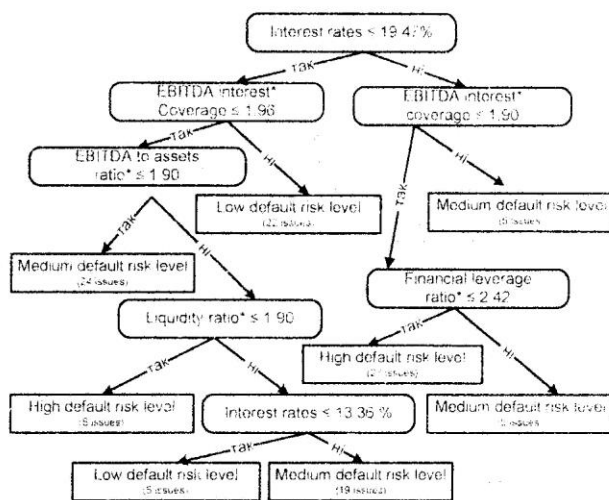 Interest rates ≤ 19.47%
так
ні
EBITDA interest*
Coverage ≤ 1.96
EBITDA interest*
coverage ≤ 1.90
так
ні
EBITDA to assets
ratio* ≤ 1.90
так
ні
Low default risk level
(22 issues)
Medium default risk level
issues
так
ні
Medium default risk level
(24 issues)
Financial leverage
ratio* ≤ 2.42
Liquidity ratio* ≤ 1.90
так
ні
High default risk level
issues)
так
ні
High default risk level
issues)
Interest rates ≤ 13.36 %
Medium default risk level
issues
так
ні
Low default risk level
(5 issues)
Medium default risk level
(19 issues)